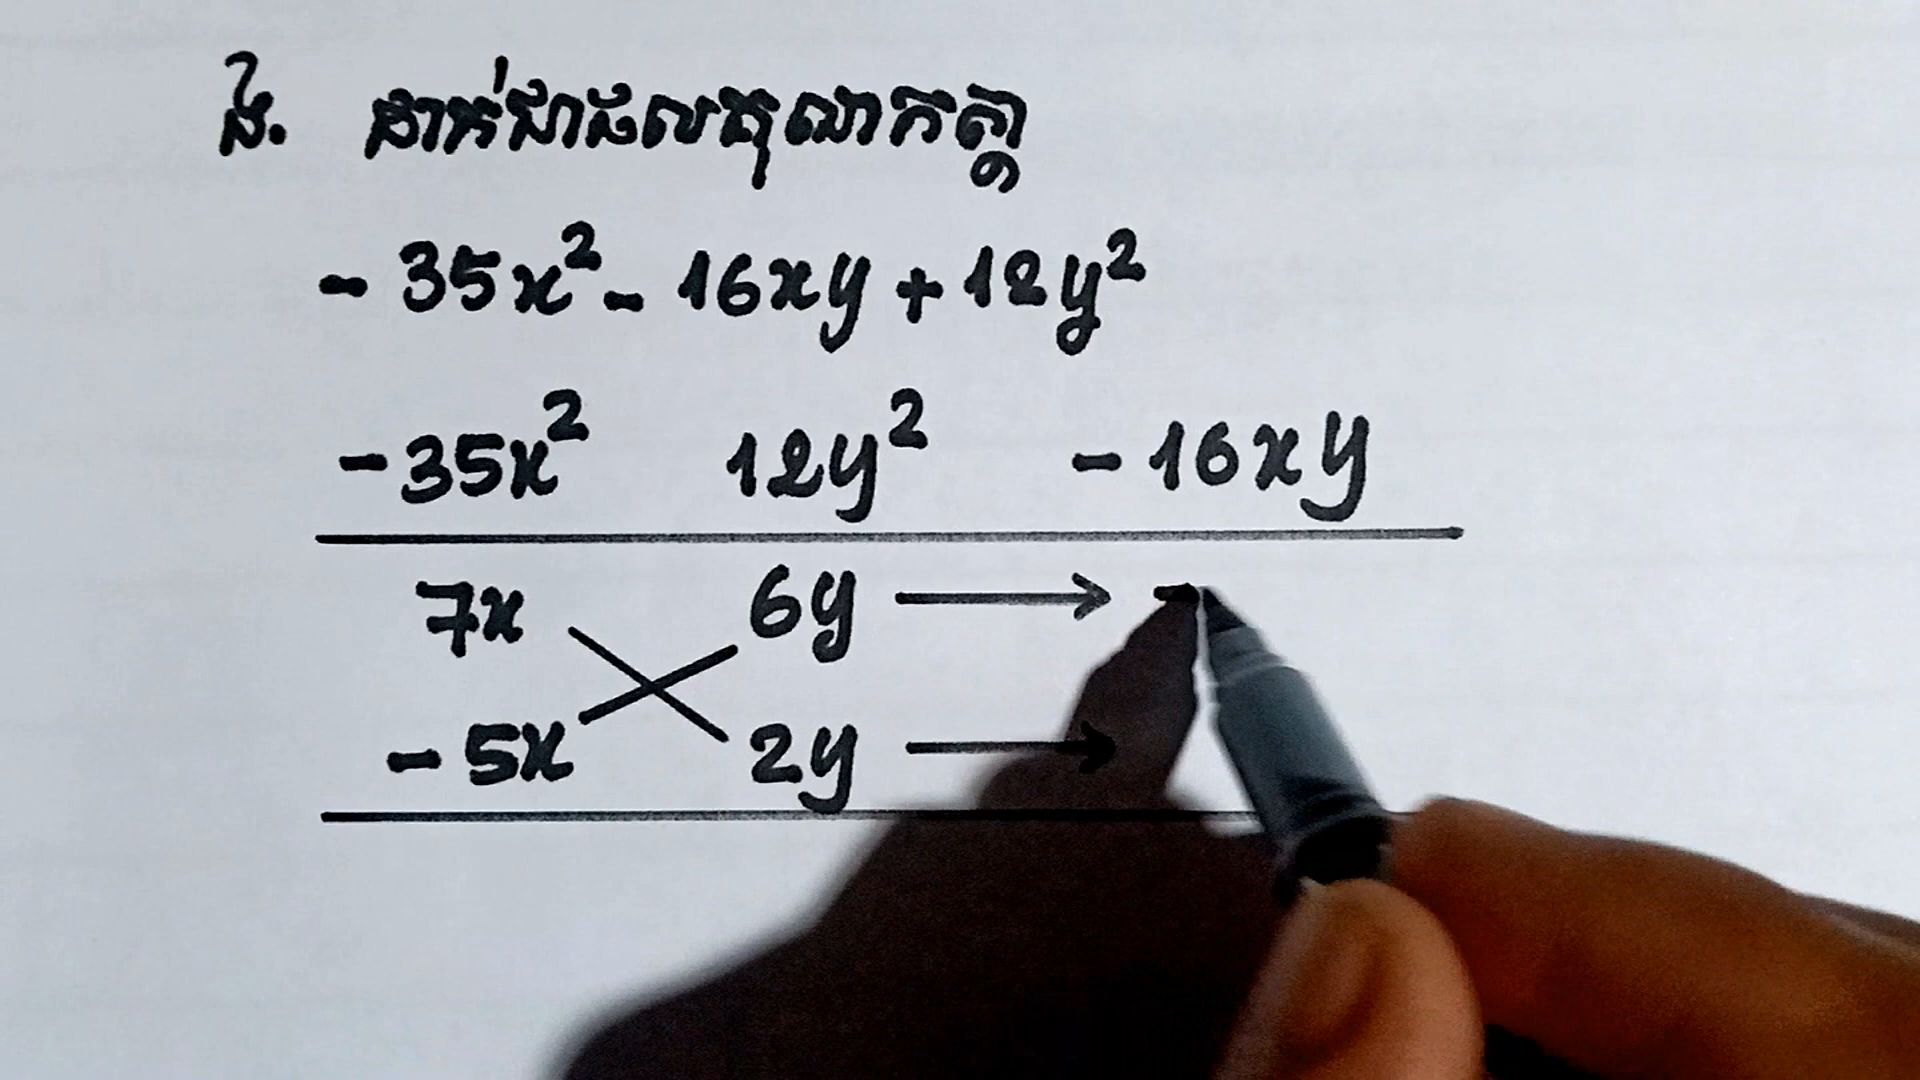 ង. ដាក់ជាផលគុណកត្តា
- 35x² - 16xy + 12y²
- 35x² 12y² - 16xy
7x 6y → -
- 5x 2y →